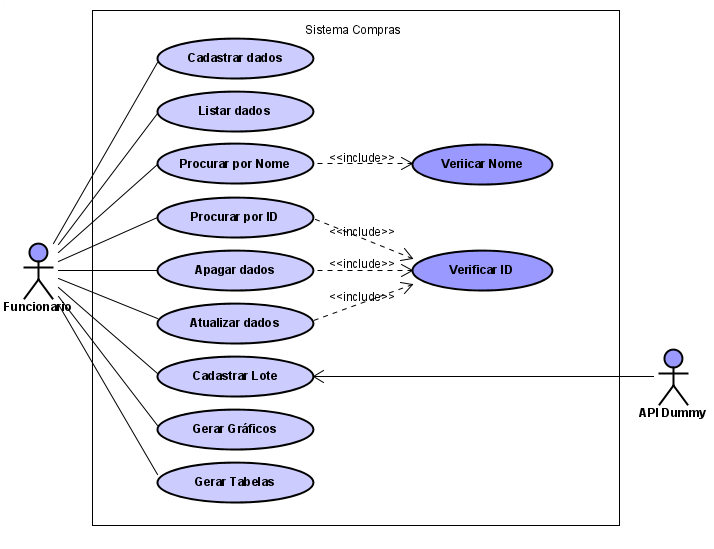 Sistema Compras
Cadastrar dados
Listar dados
Procurar por Nome
<<include>>
Veriicar Nome
Procurar por ID
<<include>>
Apagar dados
<<include>>
Verificar ID
<<include>>
Atualizar dados
Funcionario
Cadastrar Lote
API Dummy
Gerar Gráficos
Gerar Tabelas